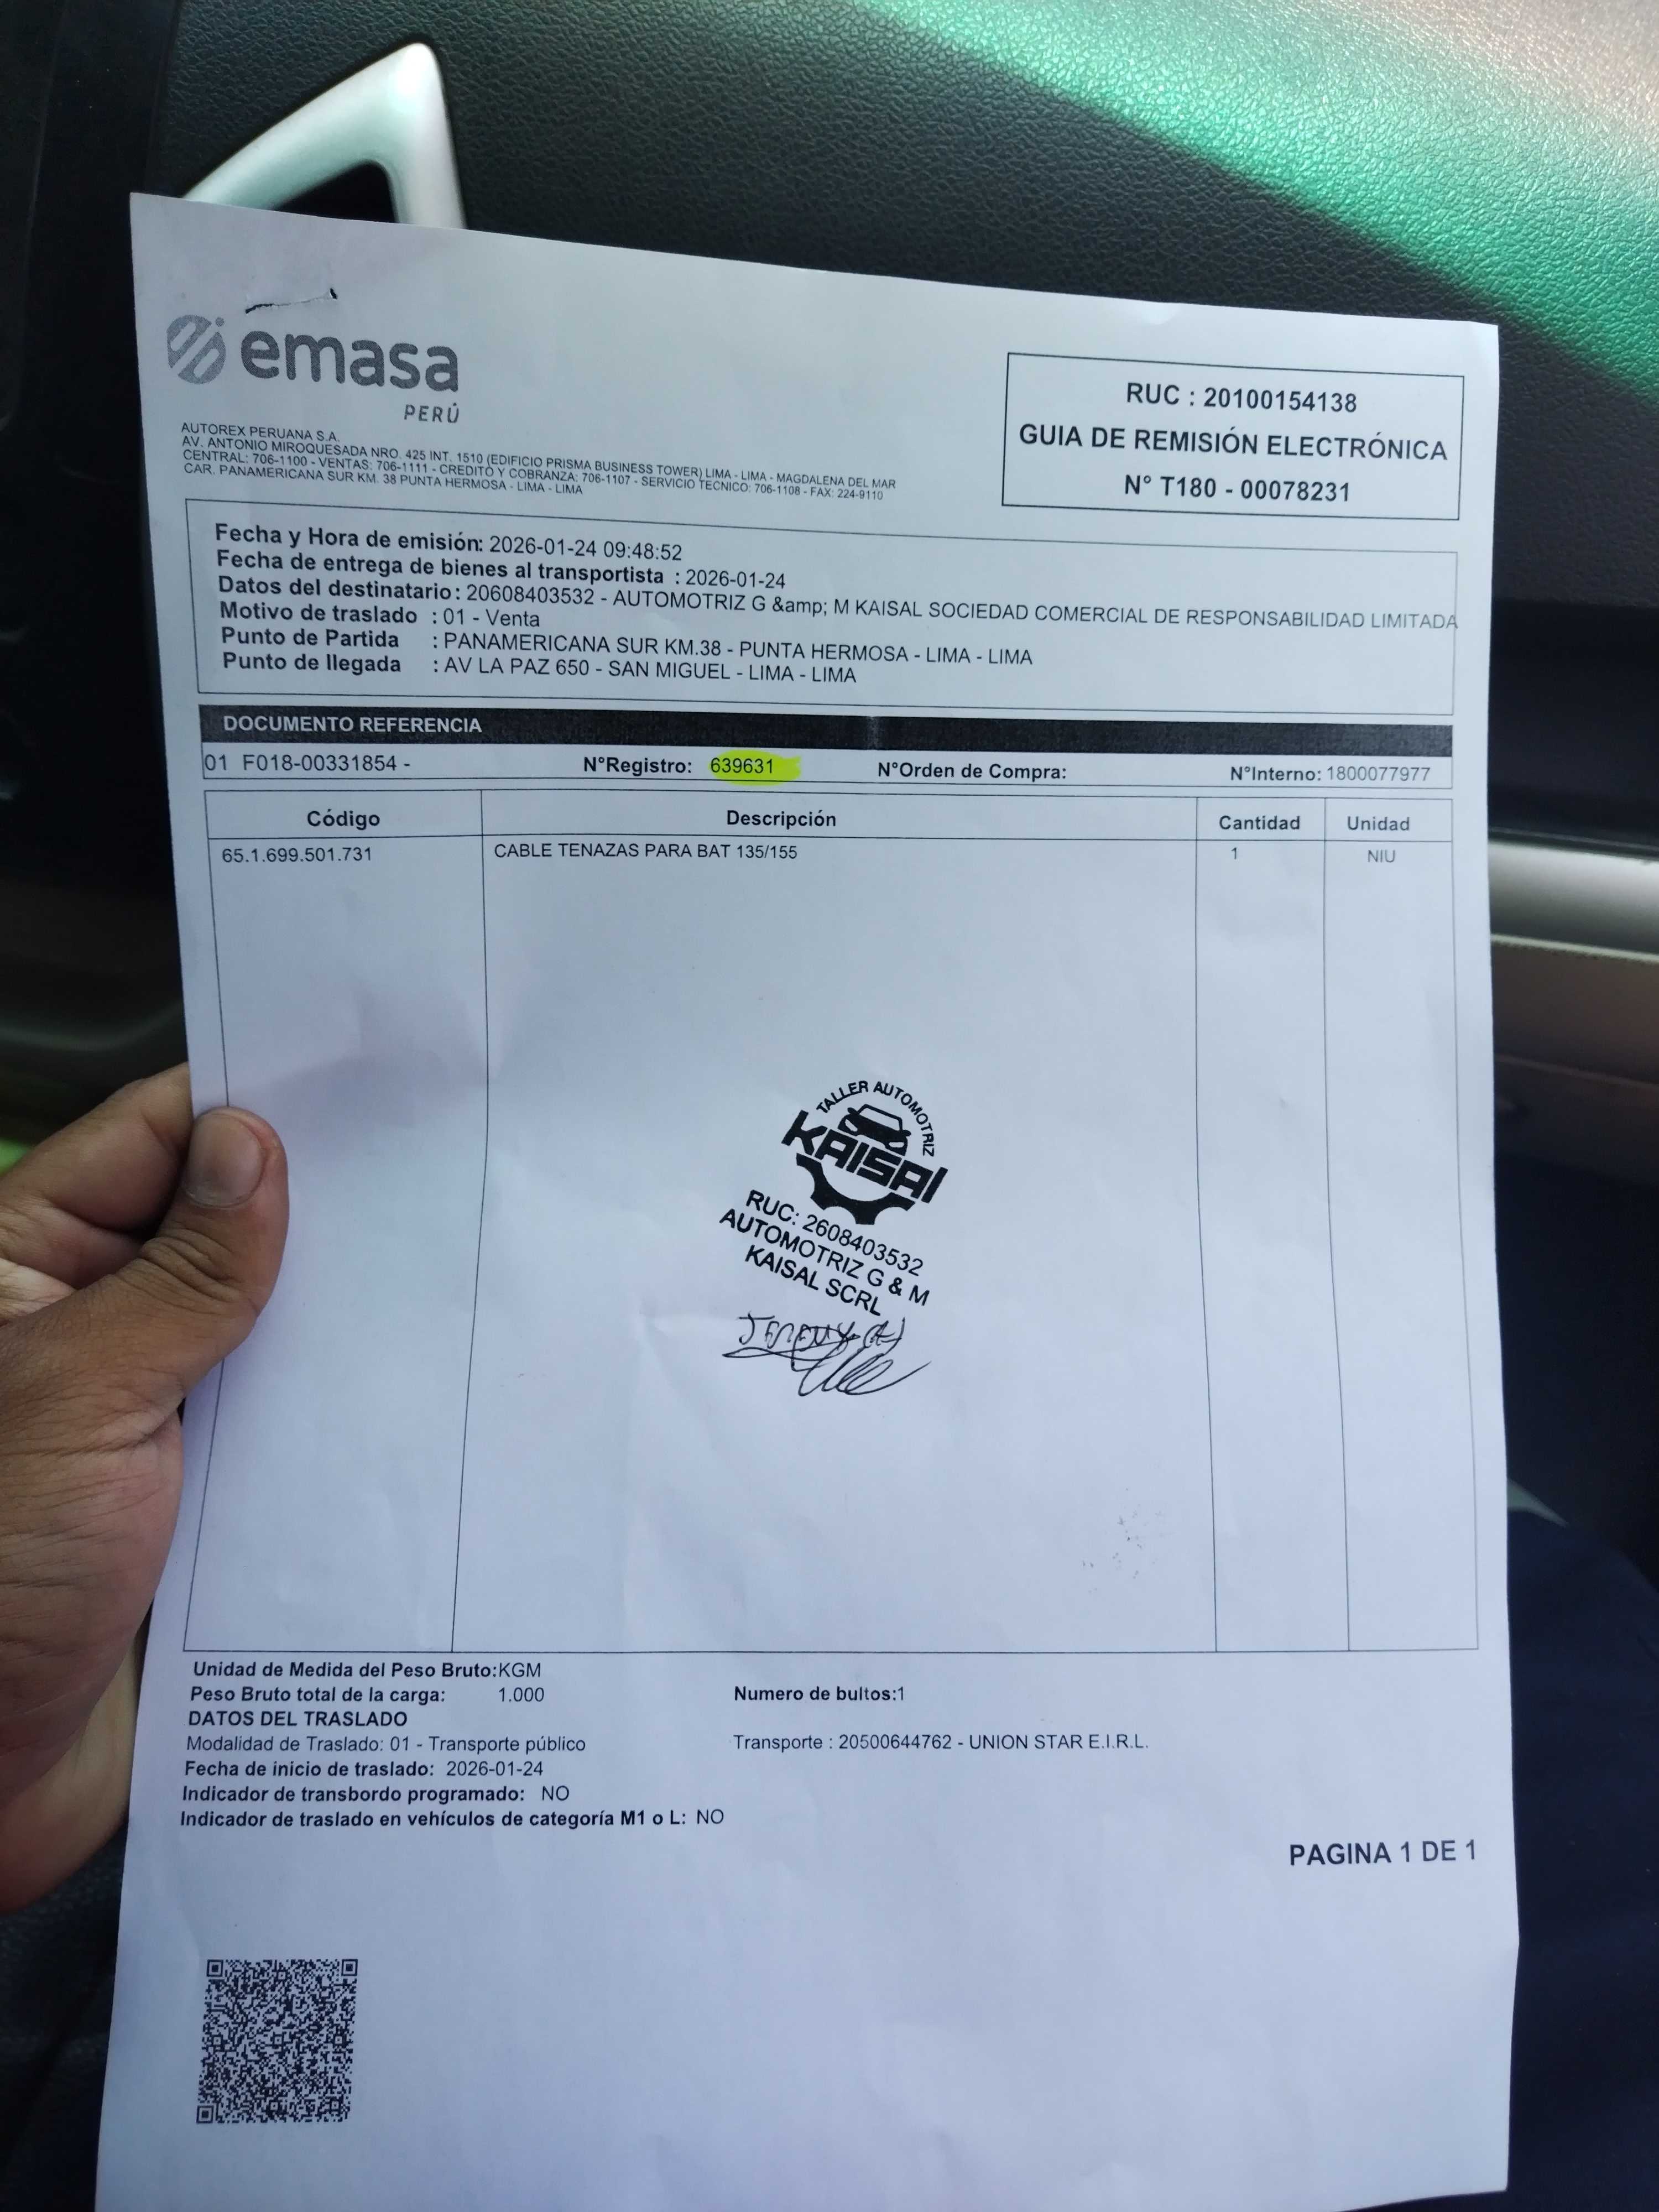 emasa
PERÚ
AUTOREX PERUANA S.A.
AV. ANTONIO MIROQUESADA NRO. 425 INT. 1510 (EDIFICIO PRISMA BUSINESS TOWER) LIMA - LIMA - MAGDALENA DEL MAR
CENTRAL: 706-1100 - VENTAS: 706-1111 - CREDITO Y COBRANZA: 706-1107 - SERVICIO TECNICO: 706-1108 - FAX: 224-9110
CAR. PANAMERICANA SUR KM. 38 PUNTA HERMOSA - LIMA - LIMA
RUC : 20100154138
GUIA DE REMISIÓN ELECTRÓNICA
N° T180 - 00078231
Fecha y Hora de emisión: 2026-01-24 09:48:52
Fecha de entrega de bienes al transportista : 2026-01-24
Datos del destinatario : 20608403532 - AUTOMOTRIZ G &amp; M KAISAL SOCIEDAD COMERCIAL DE RESPONSABILIDAD LIMITADA
Motivo de traslado : 01 - Venta
Punto de Partida : PANAMERICANA SUR KM.38 - PUNTA HERMOSA - LIMA - LIMA
Punto de llegada : AV LA PAZ 650 - SAN MIGUEL - LIMA - LIMA
DOCUMENTO REFERENCIA
01 F018-00331854 - N°Registro: 639631 N°Orden de Compra: N°Interno: 1800077977
Código Descripción Cantidad Unidad
65.1.699.501.731 CABLE TENAZAS PARA BAT 135/155 1 NIU
TALLER AUTOMOTRIZ
KAISAL
RUC: 2608403532
AUTOMOTRIZ G & M
KAISAL SCRL
Unidad de Medida del Peso Bruto:KGM
Peso Bruto total de la carga: 1.000 Numero de bultos:1
DATOS DEL TRASLADO
Modalidad de Traslado: 01 - Transporte público Transporte : 20500644762 - UNION STAR E.I.R.L.
Fecha de inicio de traslado: 2026-01-24
Indicador de transbordo programado: NO
Indicador de traslado en vehículos de categoría M1 o L: NO
PAGINA 1 DE 1